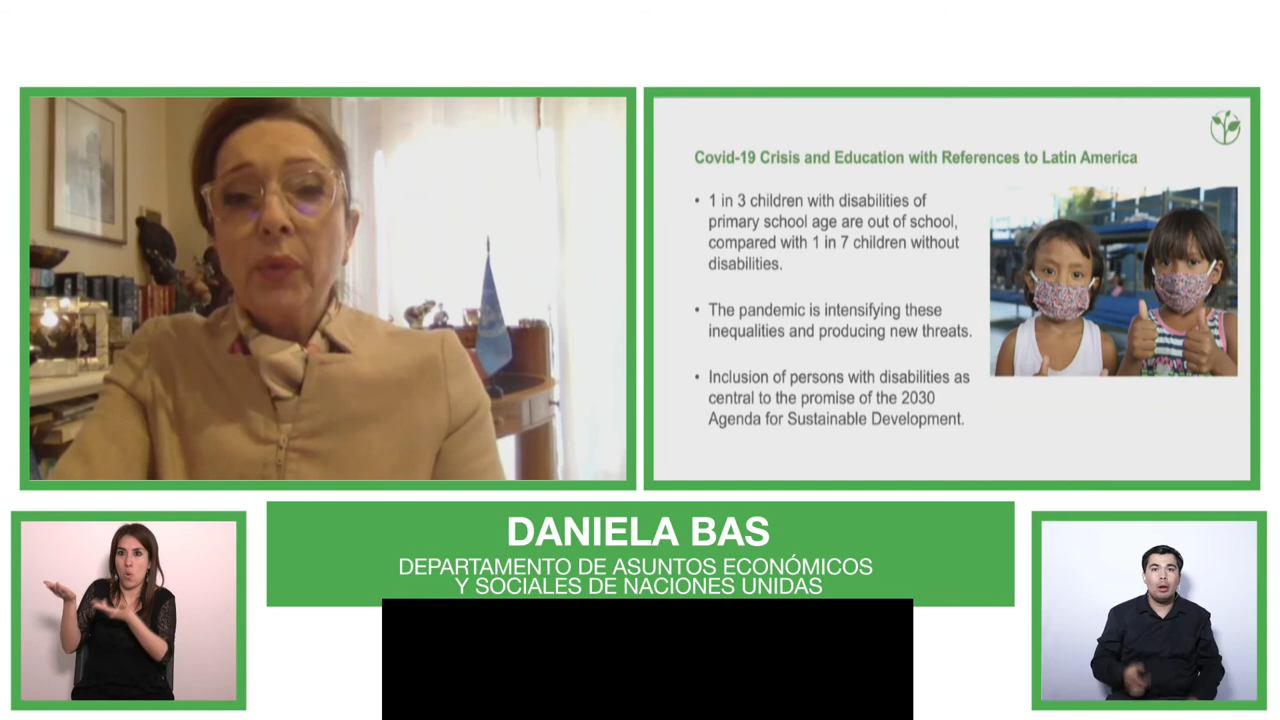 Covid-19 Crisis and Education with References to Latin America
• 1 in 3 children with disabilities of
primary school age are out of school,
compared with 1 in 7 children without
disabilities.
• The pandemic is intensifying these
inequalities and producing new threats.
• Inclusion of persons with disabilities as
central to the promise of the 2030
Agenda for Sustainable Development.
DANIELA BAS
DEPARTAMENTO DE ASUNTOS ECONÓMICOS
Y SOCIALES DE NACIONES UNIDAS